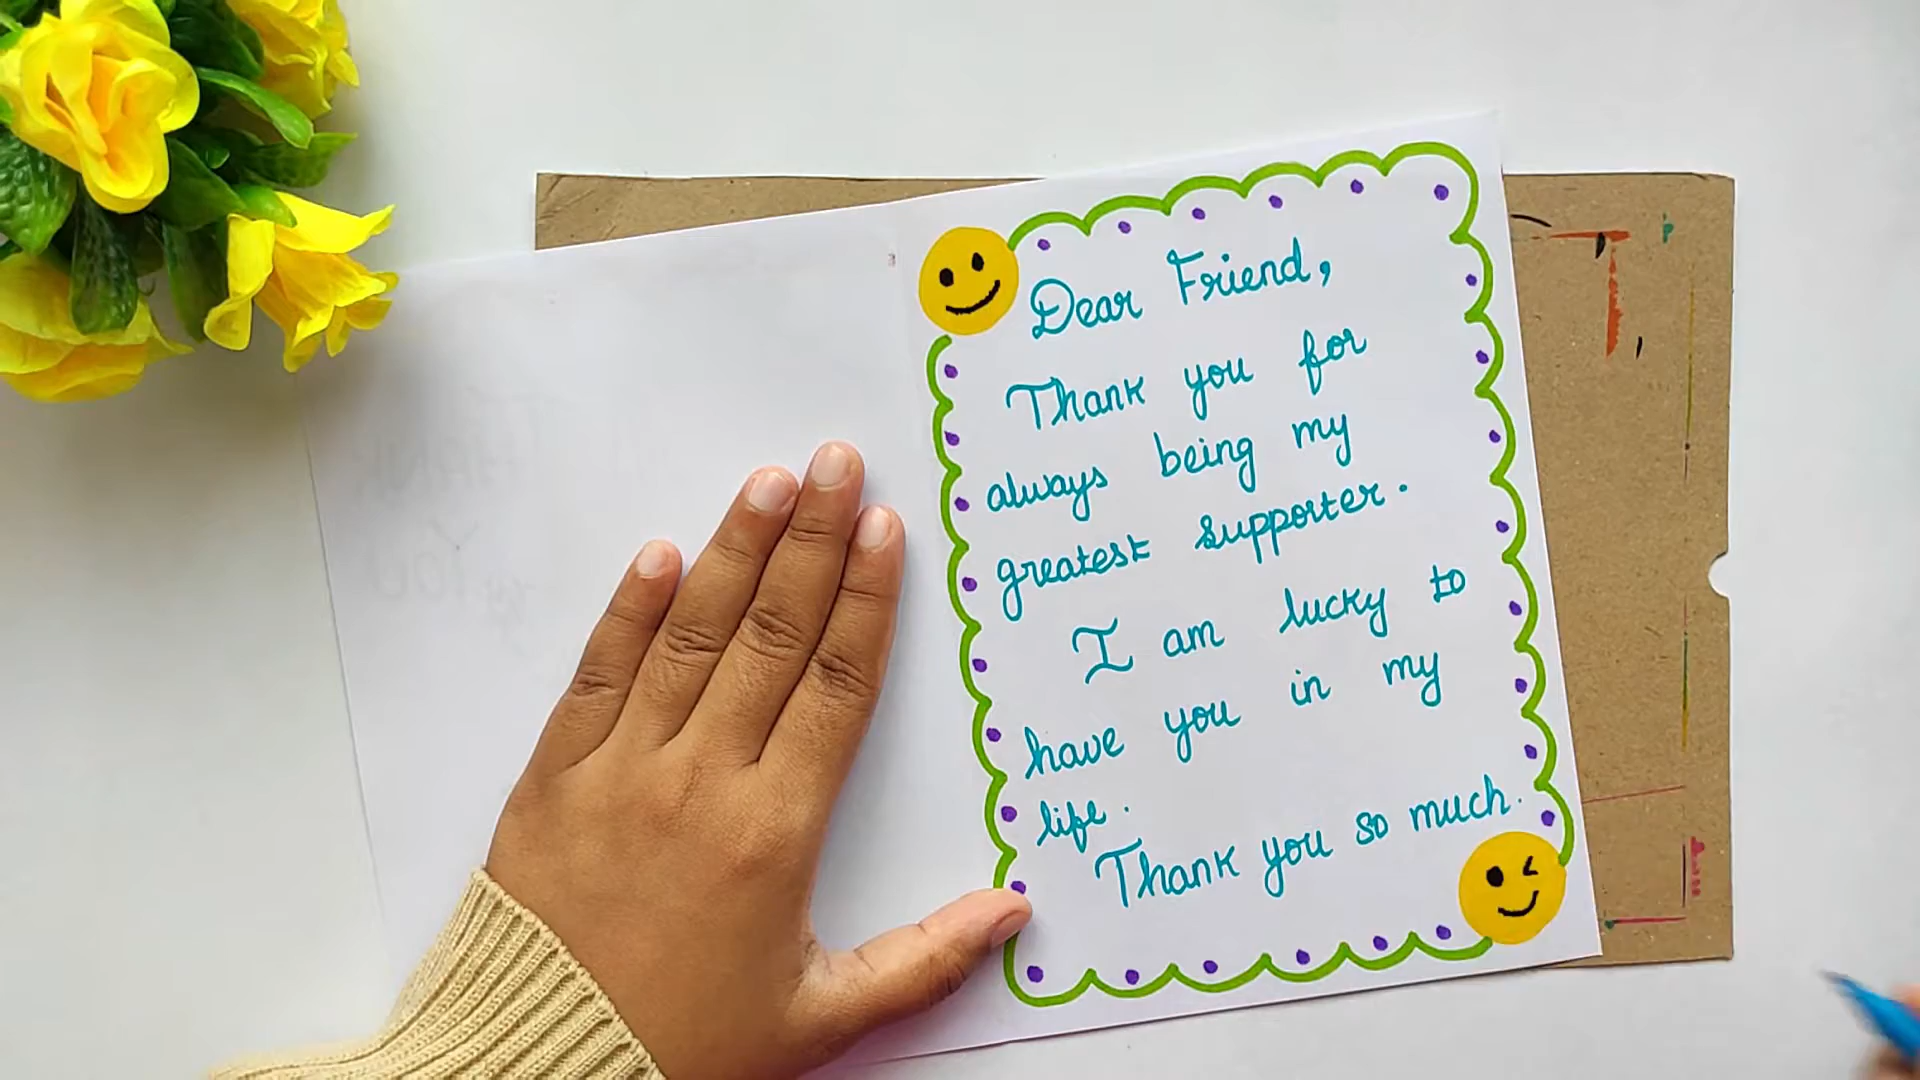 Dear Friend,
Thank you for
always being my
greatest supporter.
I am lucky to
have you in my
life.
Thank you so much.